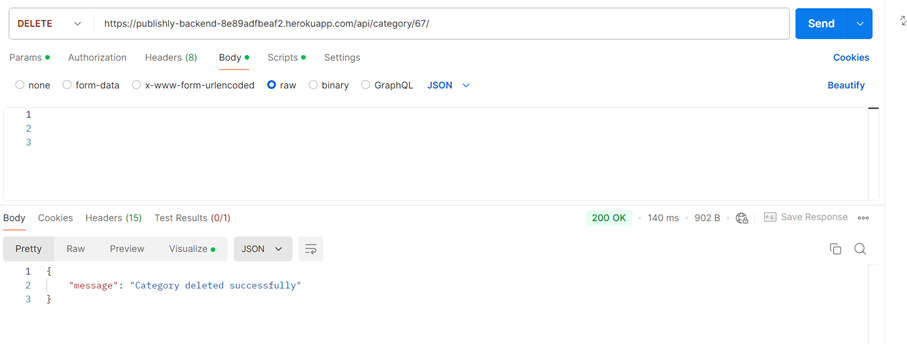 DELETE https://publishly-backend-8e89adfbeaf2.herokuapp.com/api/category/67/ Send
Params Authorization Headers (8) Body Scripts Settings Cookies
none form-data x-www-form-urlencoded raw binary GraphQL JSON Beautify
1
2
3
Body Cookies Headers (15) Test Results (0/1) 200 OK • 140 ms • 902 B Save Response
Pretty Raw Preview Visualize JSON
1 {
2 "message": "Category deleted successfully"
3 }